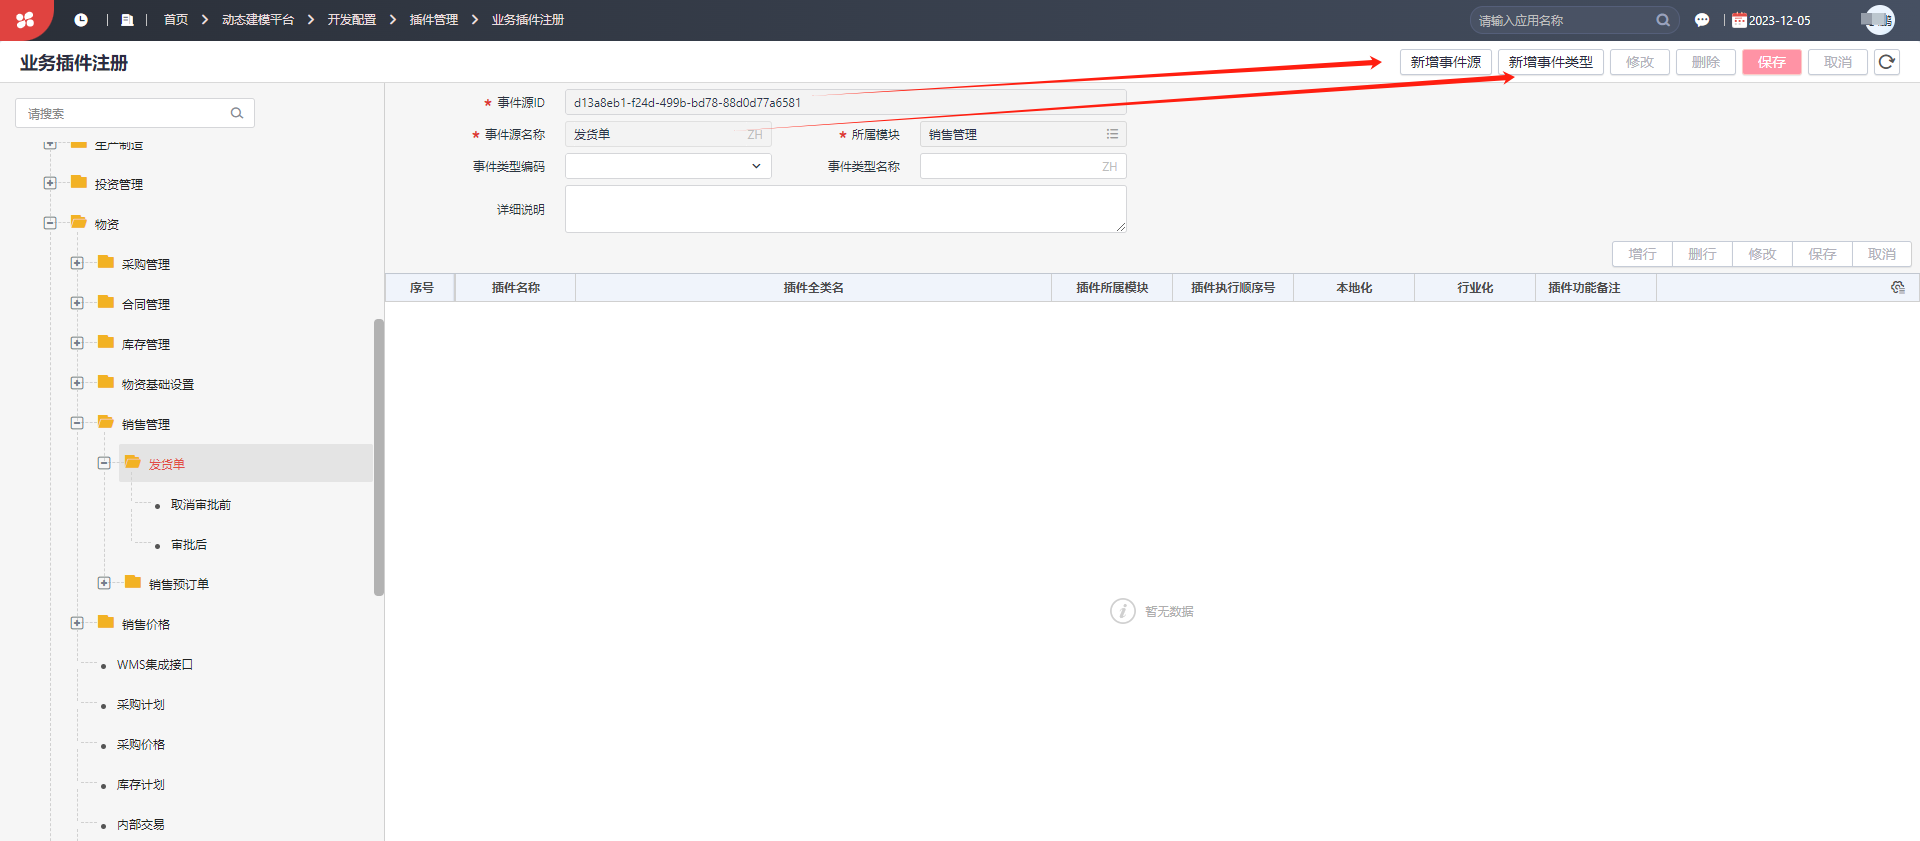 首页 动态建模平台 开发配置 插件管理 业务插件注册 请输入应用名称 2023-12-05
业务插件注册 新增事件源 新增事件类型 修改 删除 保存 取消
请搜索
生产制造
投资管理
物资
采购管理
合同管理
库存管理
物资基础设置
销售管理
发货单
取消审批前
审批后
销售预订单
销售价格
WMS集成接口
采购计划
采购价格
库存计划
内部交易
* 事件源ID d13a8eb1-f24d-499b-bd78-88d0d77a6581
* 事件源名称 发货单 ZH * 所属模块 销售管理
事件类型编码 事件类型名称 ZH
详细说明
增行 删行 修改 保存 取消
序号 插件名称 插件全类名 插件所属模块 插件执行顺序号 本地化 行业化 插件功能备注
暂无数据